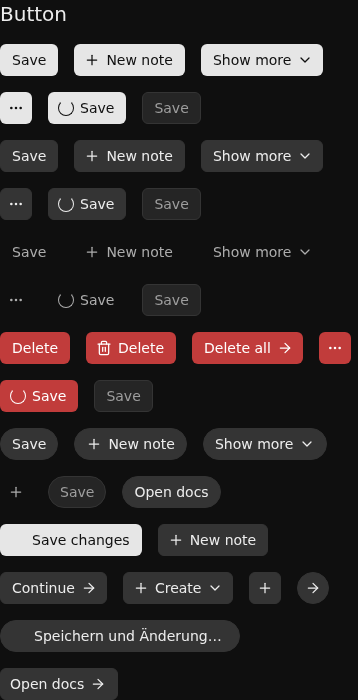 Button
Save New note Show more
Save Save
Save New note Show more
Save Save
Save New note Show more
Save Save
Delete Delete Delete all
Save Save
Save New note Show more
Save Open docs
Save changes New note
Continue Create
Speichern und Änderung…
Open docs